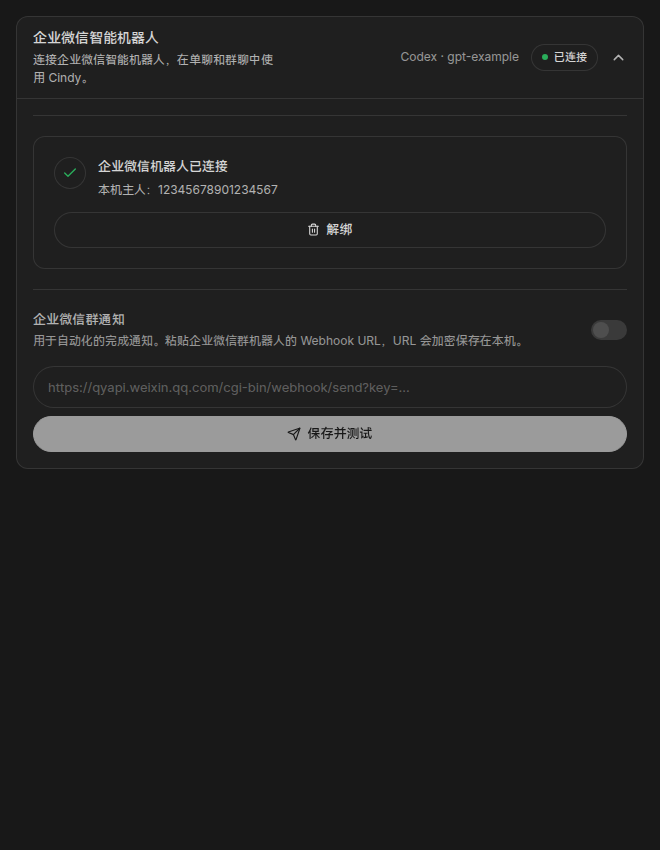 企业微信智能机器人
连接企业微信智能机器人，在单聊和群聊中使
用 Cindy。
Codex · gpt-example
已连接
企业微信机器人已连接
本机主人：12345678901234567
解绑
企业微信群通知
用于自动化的完成通知。粘贴企业微信群机器人的 Webhook URL，URL 会加密保存在本机。
https://qyapi.weixin.qq.com/cgi-bin/webhook/send?key=...
保存并测试